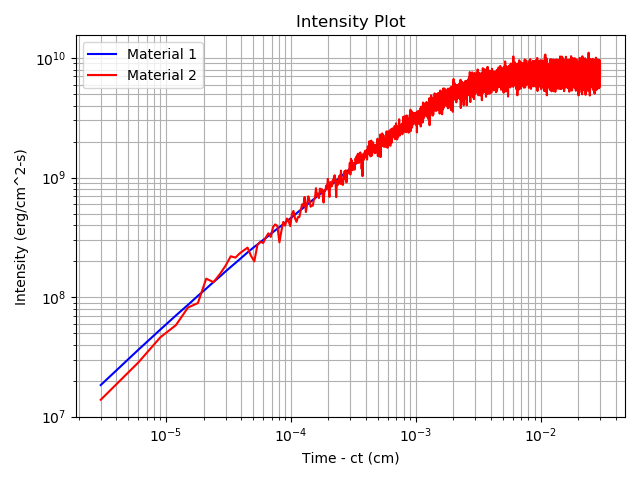 Intensity Plot
Material 1
Material 2
Intensity (erg/cm^2-s)
10^10
10^9
10^8
10^7
10^-5
10^-4
10^-3
10^-2
Time - ct (cm)